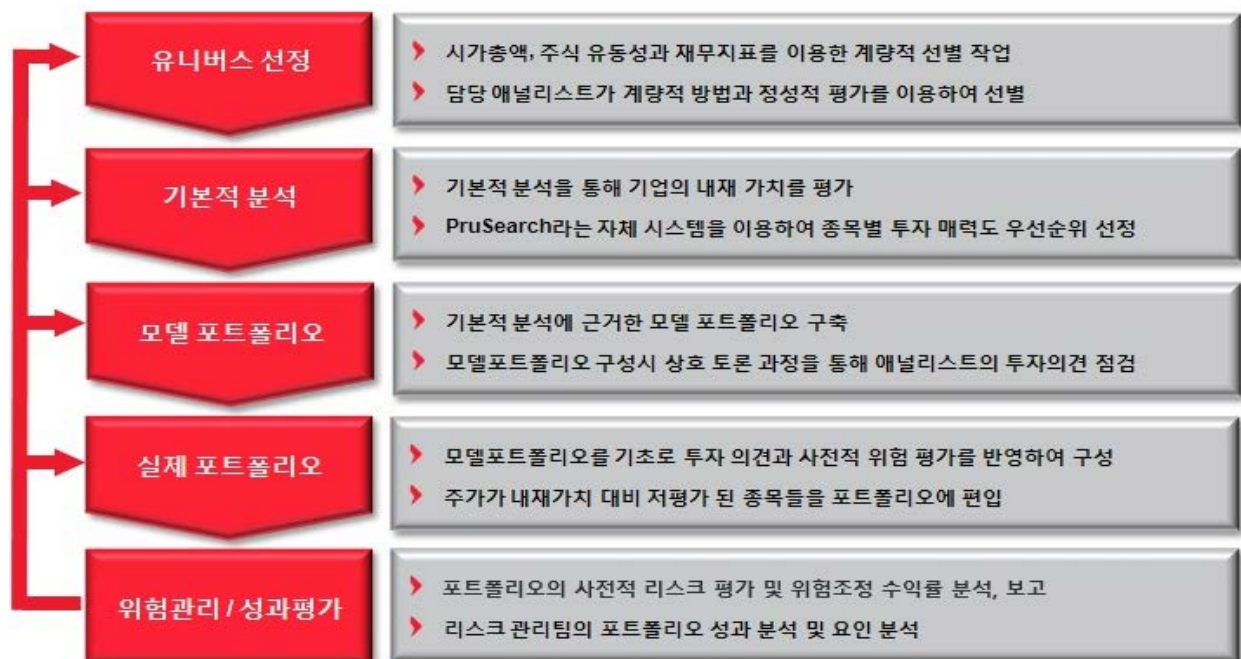 유니버스 선정
시가총액, 주식 유동성과 재무지표를 이용한 계량적 선별 작업
담당 애널리스트가 계량적 방법과 정성적 평가를 이용하여 선별
기본적 분석
기본적 분석을 통해 기업의 내재 가치를 평가
PruSearch라는 자체 시스템을 이용하여 종목별 투자 매력도 우선순위 선정
모델 포트폴리오
기본적 분석에 근거한 모델 포트폴리오 구축
모델포트폴리오 구성시 상호 토론 과정을 통해 애널리스트의 투자의견 점검
실제 포트폴리오
모델포트폴리오를 기초로 투자 의견과 사전적 위험 평가를 반영하여 구성
주가가 내재가치 대비 저평가 된 종목들을 포트폴리오에 편입
위험관리 / 성과평가
포트폴리오의 사전적 리스크 평가 및 위험조정 수익률 분석, 보고
리스크 관리팀의 포트폴리오 성과 분석 및 요인 분석